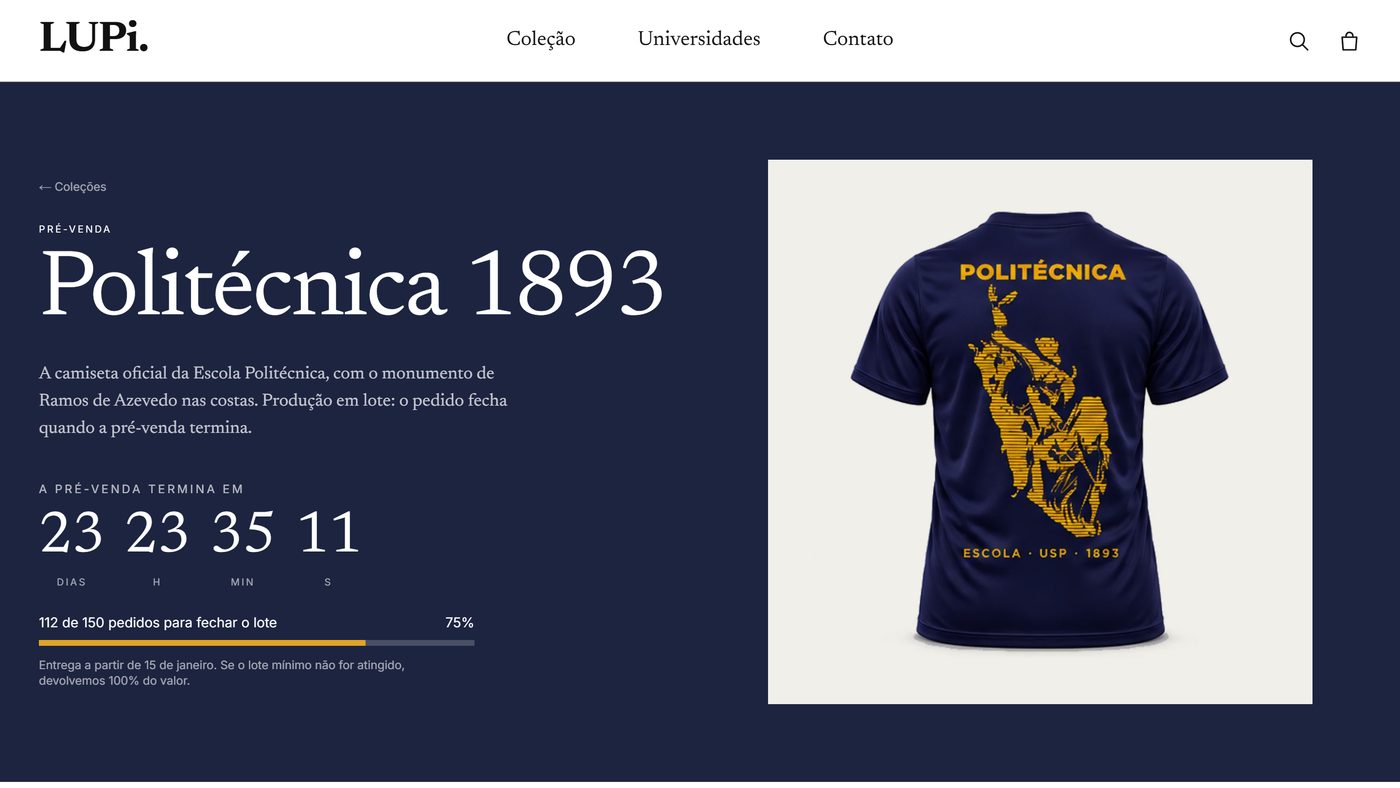 LUPi.
Coleção
Universidades
Contato
← Coleções
PRÉ-VENDA
Politécnica 1893
A camiseta oficial da Escola Politécnica, com o monumento de
Ramos de Azevedo nas costas. Produção em lote: o pedido fecha
quando a pré-venda termina.
A PRÉ-VENDA TERMINA EM
23 23 35 11
DIAS H MIN S
112 de 150 pedidos para fechar o lote 75%
Entrega a partir de 15 de janeiro. Se o lote mínimo não for atingido,
devolvemos 100% do valor.
POLITÉCNICA
ESCOLA · USP · 1893